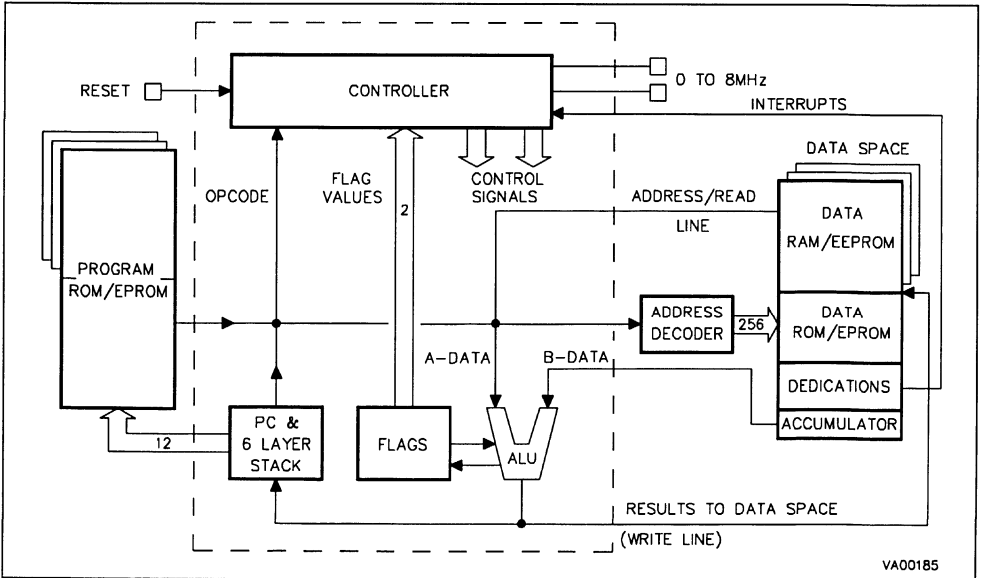 CONTROLLER
RESET
0 TO 8MHz
INTERRUPTS
OPCODE
FLAG
VALUES
2
CONTROL
SIGNALS
ADDRESS/READ
LINE
DATA SPACE
DATA
RAM/EEPROM
PROGRAM
ROM/EPROM
ADDRESS
DECODER
256
DATA
ROM/EPROM
A-DATA
B-DATA
DEDICATIONS
ACCUMULATOR
12
PC &
6 LAYER
STACK
FLAGS
ALU
RESULTS TO DATA SPACE
(WRITE LINE)
VA00185